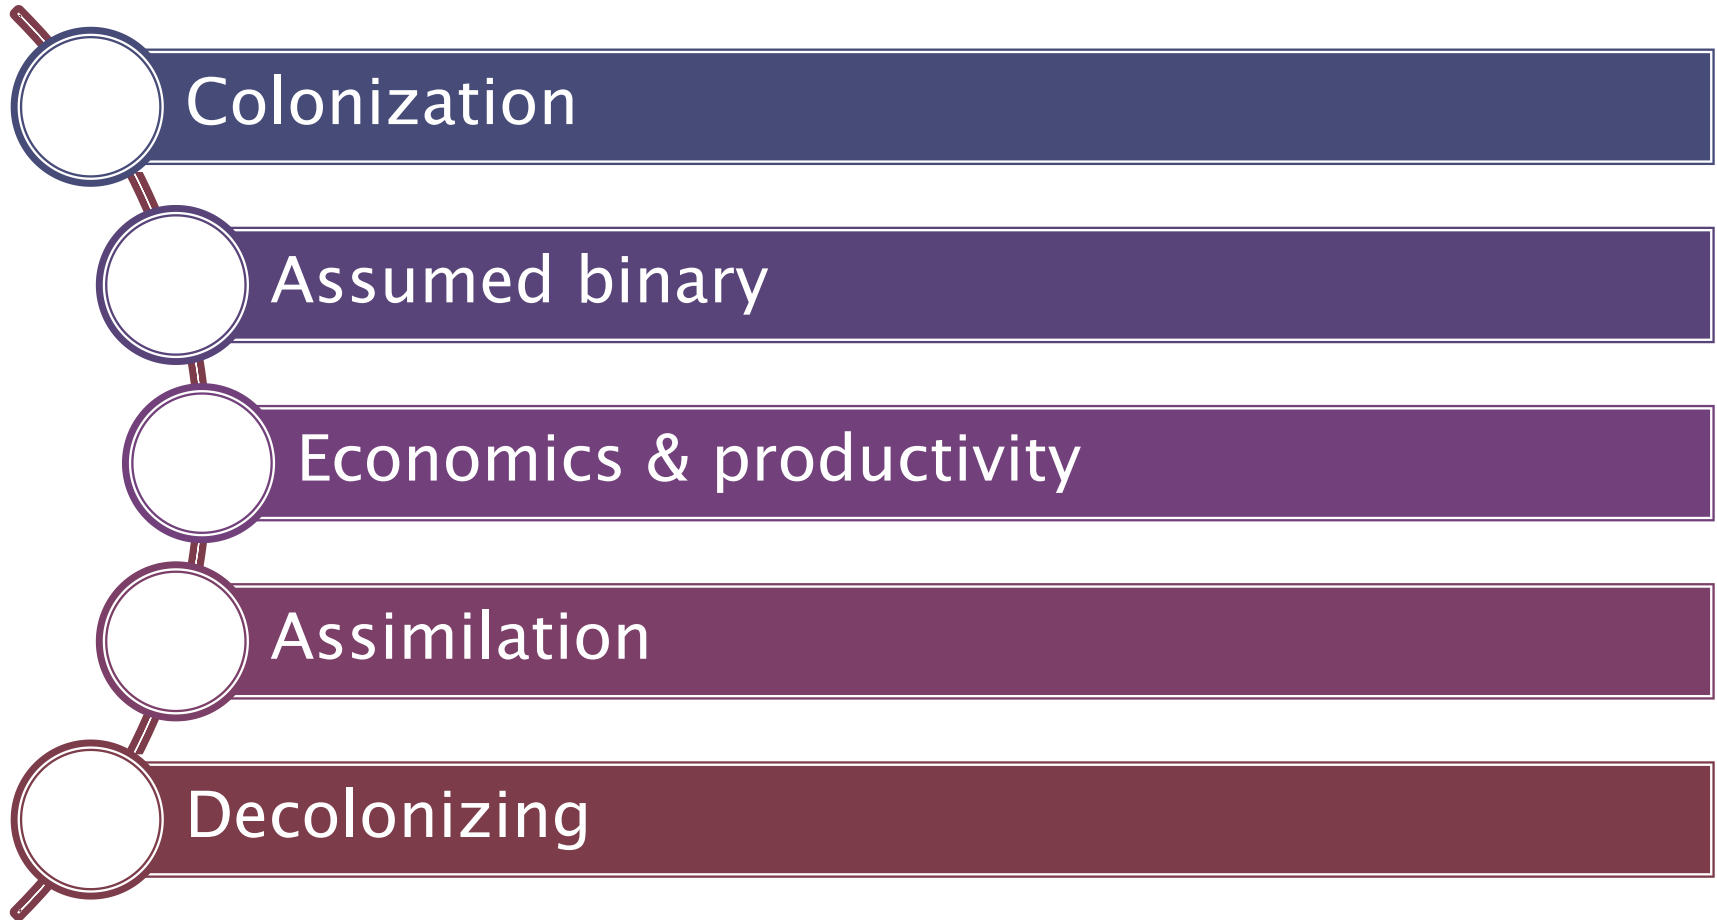 Colonization
Assumed binary
Economics & productivity
Assimilation
Decolonizing